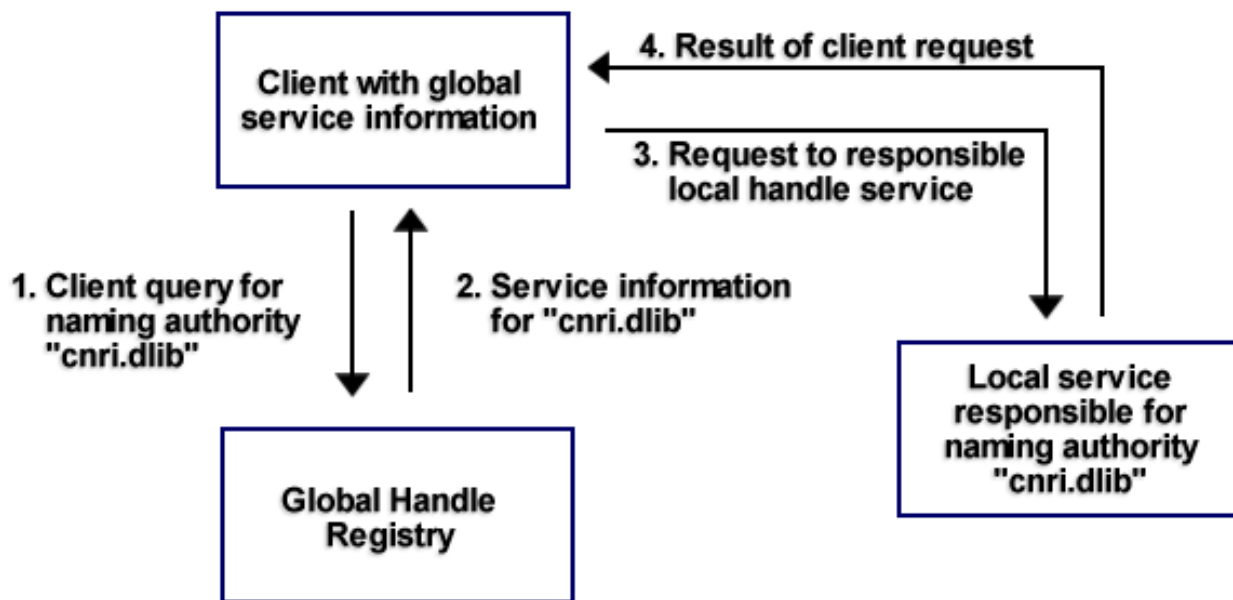 Client with global
service information
4. Result of client request
3. Request to responsible
local handle service
1. Client query for
naming authority
"cnri.dlib"
2. Service information
for "cnri.dlib"
Local service
responsible for
naming authority
"cnri.dlib"
Global Handle
Registry